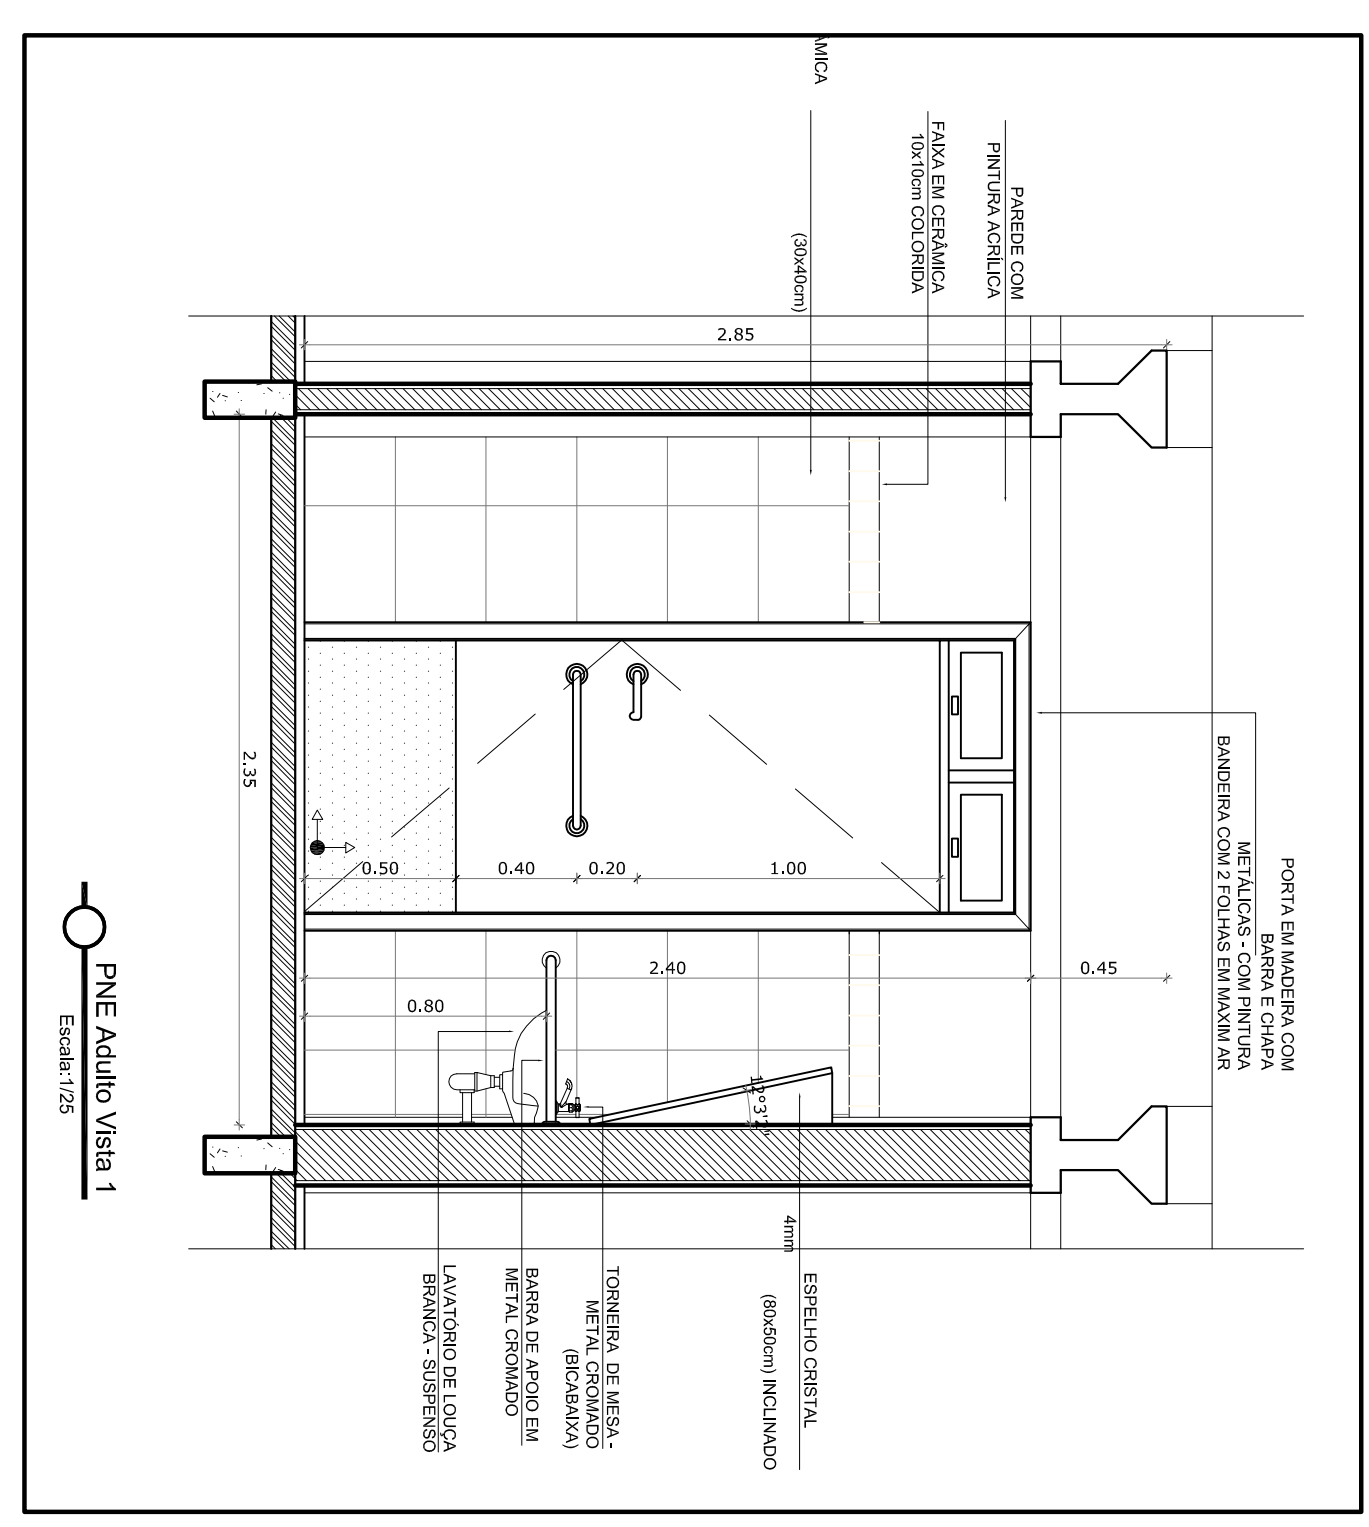 ÂMICA
(30x40cm)
FAIXA EM CERÂMICA
10x10cm COLORIDA
PAREDE COM
PINTURA ACRÍLICA
PORTA EM MADEIRA COM
BARRA E CHAPA
METÁLICAS - COM PINTURA
BANDEIRA COM 2 FOLHAS EM MAXIM AR
2.85
2.35
0.50
0.40
0.20
1.00
2.40
0.45
0.80
12°3'2"
ESPELHO CRISTAL
4mm
(80x50cm) INCLINADO
TORNEIRA DE MESA -
METAL CROMADO
(BICABAIXA)
BARRA DE APOIO EM
METAL CROMADO
LAVATÓRIO DE LOUÇA
BRANCA - SUSPENSO
PNE Adulto Vista 1
Escala:1/25